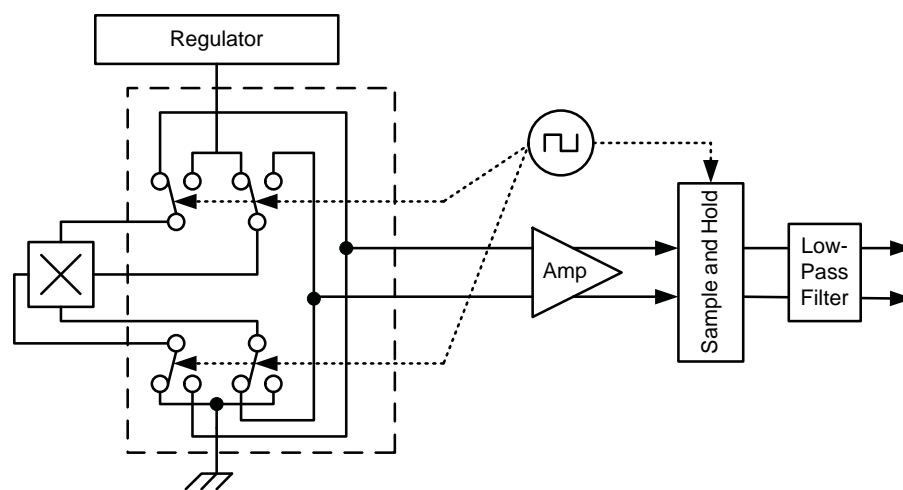 Regulator
Amp
Sample and Hold
Low-
Pass
Filter